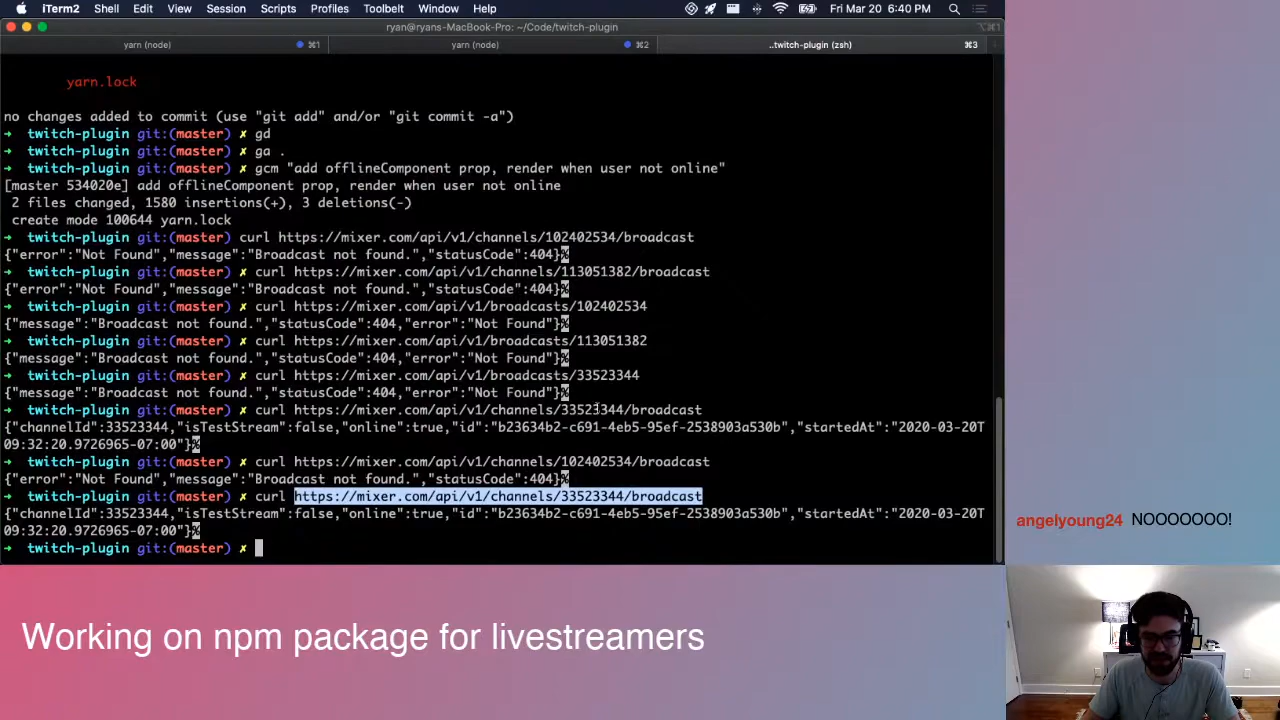 iTerm2 Shell Edit View Session Scripts Profiles Toolbelt Window Help Fri Mar 20 6:40 PM
ryan@ryans-MacBook-Pro: ~/Code/twitch-plugin ⌥⌘1
yarn (node) ⌘1 yarn (node) ⌘2 ..twitch-plugin (zsh) ⌘3
yarn.lock
no changes added to commit (use "git add" and/or "git commit -a")
➜ twitch-plugin git:(master) ✗ gd
➜ twitch-plugin git:(master) ✗ ga .
➜ twitch-plugin git:(master) ✗ gcm "add offlineComponent prop, render when user not online"
[master 534020e] add offlineComponent prop, render when user not online
2 files changed, 1580 insertions(+), 3 deletions(-)
create mode 100644 yarn.lock
➜ twitch-plugin git:(master) ✗ curl https://mixer.com/api/v1/channels/102402534/broadcast
{"error":"Not Found","message":"Broadcast not found.","statusCode":404}%
➜ twitch-plugin git:(master) ✗ curl https://mixer.com/api/v1/channels/113051382/broadcast
{"error":"Not Found","message":"Broadcast not found.","statusCode":404}%
➜ twitch-plugin git:(master) ✗ curl https://mixer.com/api/v1/broadcasts/102402534
{"message":"Broadcast not found.","statusCode":404,"error":"Not Found"}%
➜ twitch-plugin git:(master) ✗ curl https://mixer.com/api/v1/broadcasts/113051382
{"message":"Broadcast not found.","statusCode":404,"error":"Not Found"}%
➜ twitch-plugin git:(master) ✗ curl https://mixer.com/api/v1/broadcasts/33523344
{"message":"Broadcast not found.","statusCode":404,"error":"Not Found"}%
➜ twitch-plugin git:(master) ✗ curl https://mixer.com/api/v1/channels/33523344/broadcast
{"channelId":33523344,"isTestStream":false,"online":true,"id":"b23634b2-c691-4eb5-95ef-2538903a530b","startedAt":"2020-03-20T
09:32:20.9726965-07:00"}%
➜ twitch-plugin git:(master) ✗ curl https://mixer.com/api/v1/channels/102402534/broadcast
{"error":"Not Found","message":"Broadcast not found.","statusCode":404}%
➜ twitch-plugin git:(master) ✗ curl https://mixer.com/api/v1/channels/33523344/broadcast
{"channelId":33523344,"isTestStream":false,"online":true,"id":"b23634b2-c691-4eb5-95ef-2538903a530b","startedAt":"2020-03-20T
09:32:20.9726965-07:00"}%
➜ twitch-plugin git:(master) ✗
angelyoung24 NOOOOOOO!
Working on npm package for livestreamers